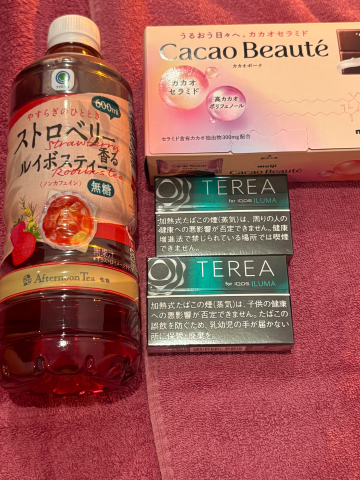 600ml
やすらぎのひととき
ストロベリー
Strawberry
香る
ルイボスティー
Rooibos tea
〈ノンカフェイン〉
無糖
Afternoon Tea 監修
うるおう日々へ、カカオセラミド
Cacao Beauté
カカオボーテ
カカオ
セラミド
高カカオ
ポリフェノール
セラミド含有カカオ抽出物300mg配合
meiji
TEREA
for IQOS ILUMA
加熱式たばこの煙(蒸気)は、周りの人の
健康への悪影響が否定できません。健康
増進法で禁じられている場所では喫煙
できません。
TEREA
for IQOS ILUMA
加熱式たばこの煙(蒸気)は、子供の健康
への悪影響が否定できません。たばこの
誤飲を防ぐため、乳幼児の手が届かない
所に保管・廃棄を。